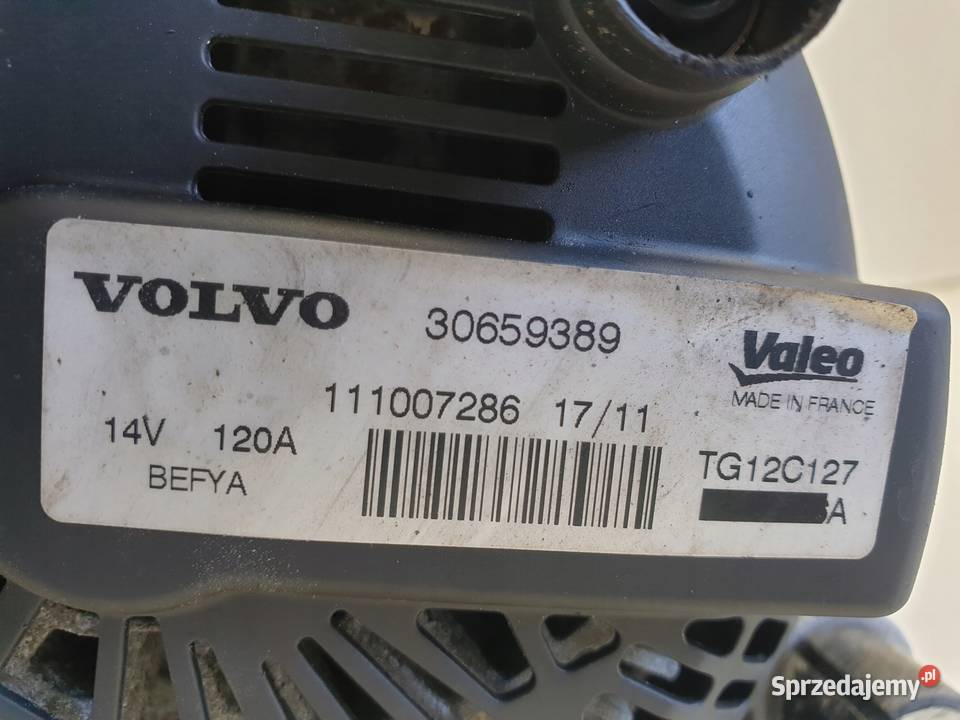 VOLVO 30659389
Valeo
MADE IN FRANCE
111007286 17/11
14V 120A
BEFYA
TG12C127
A
Sprzedajemy.pl